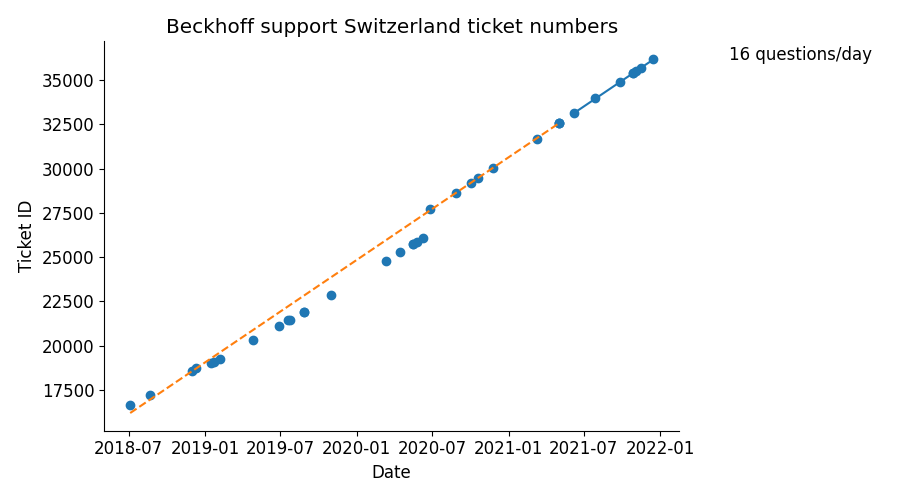 Beckhoff support Switzerland ticket numbers
16 questions/day
35000
32500
30000
27500
25000
22500
20000
17500
Ticket ID
2018-07 2019-01 2019-07 2020-01 2020-07 2021-01 2021-07 2022-01
Date